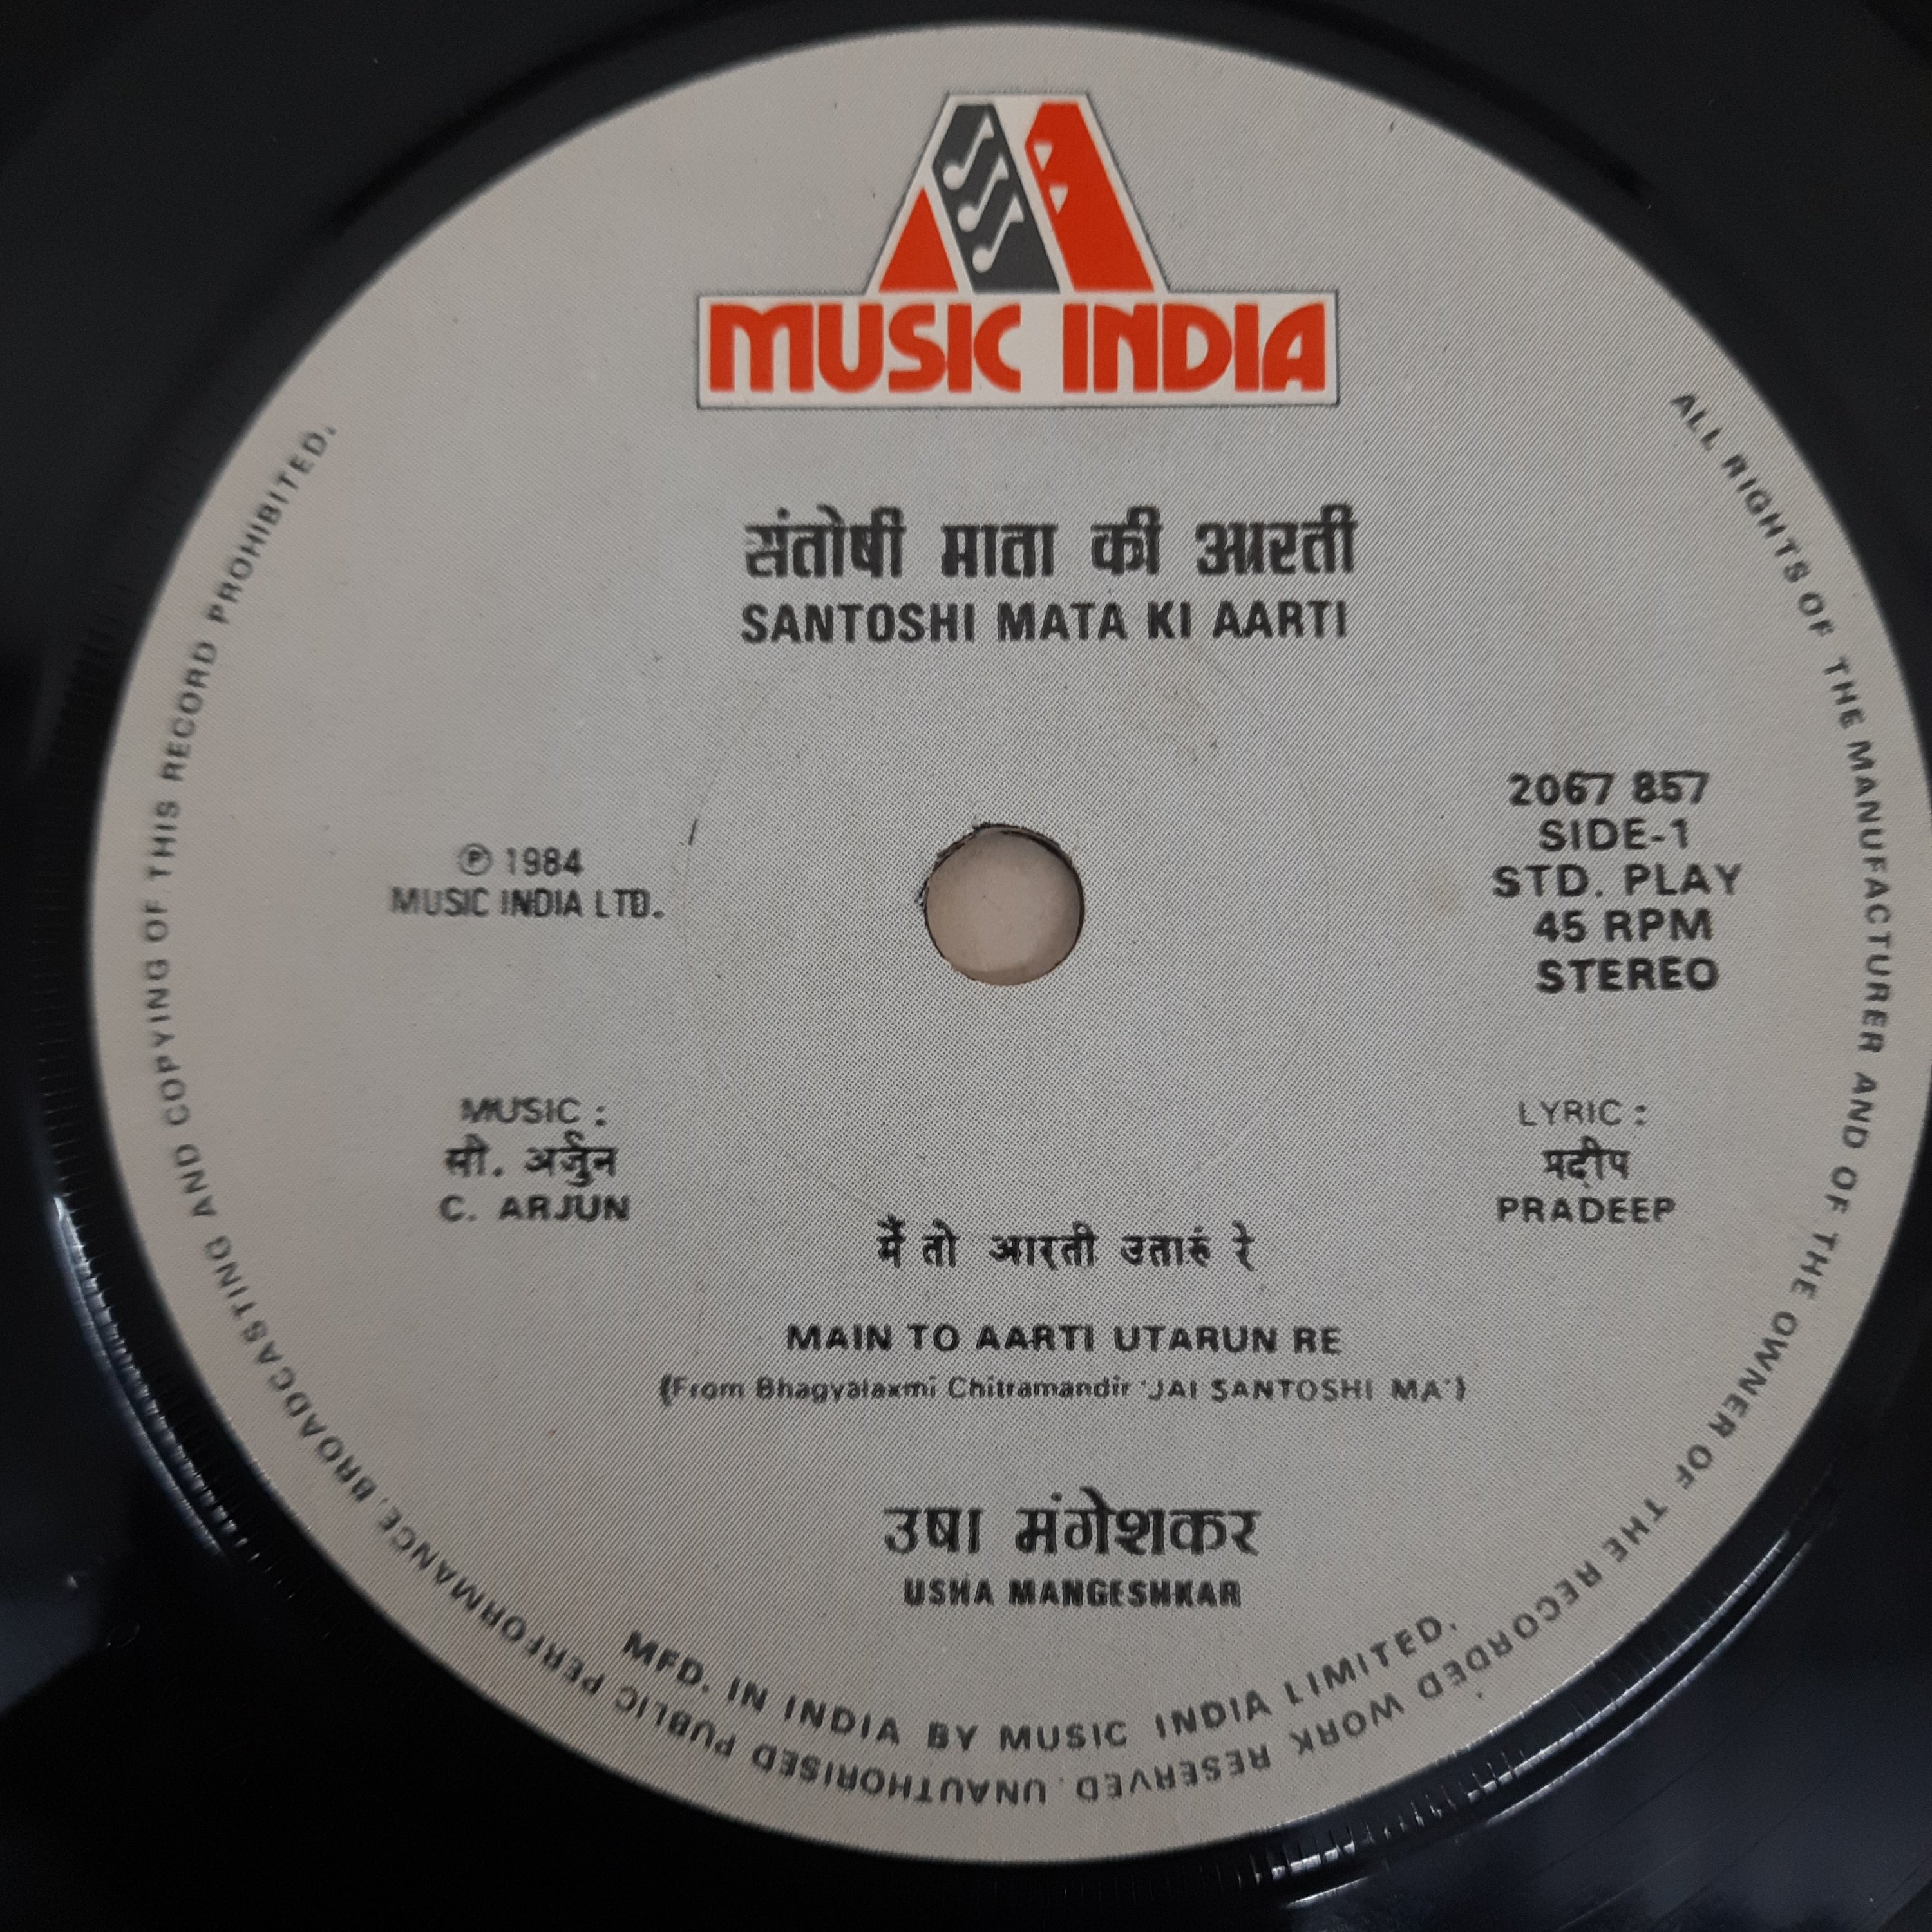 MUSIC INDIA
संतोषी माता की आरती
SANTOSHI MATA KI AARTI
2067 857
SIDE-1
STD. PLAY
45 RPM
STEREO
℗ 1984
MUSIC INDIA LTD.
MUSIC :
सी. अर्जुन
C. ARJUN
LYRIC :
प्रदीप
PRADEEP
मैं तो आरती उतारुं रे
MAIN TO AARTI UTARUN RE
(From Bhagyalaxmi Chitramandir 'JAI SANTOSHI MA')
उषा मंगेशकर
USHA MANGESHKAR
MFD. IN INDIA BY MUSIC INDIA LIMITED.
ALL RIGHTS OF THE MANUFACTURER AND OF THE OWNER OF THE RECORDED WORK RESERVED. UNAUTHORISED PUBLIC PERFORMANCE, BROADCASTING AND COPYING OF THIS RECORD PROHIBITED.